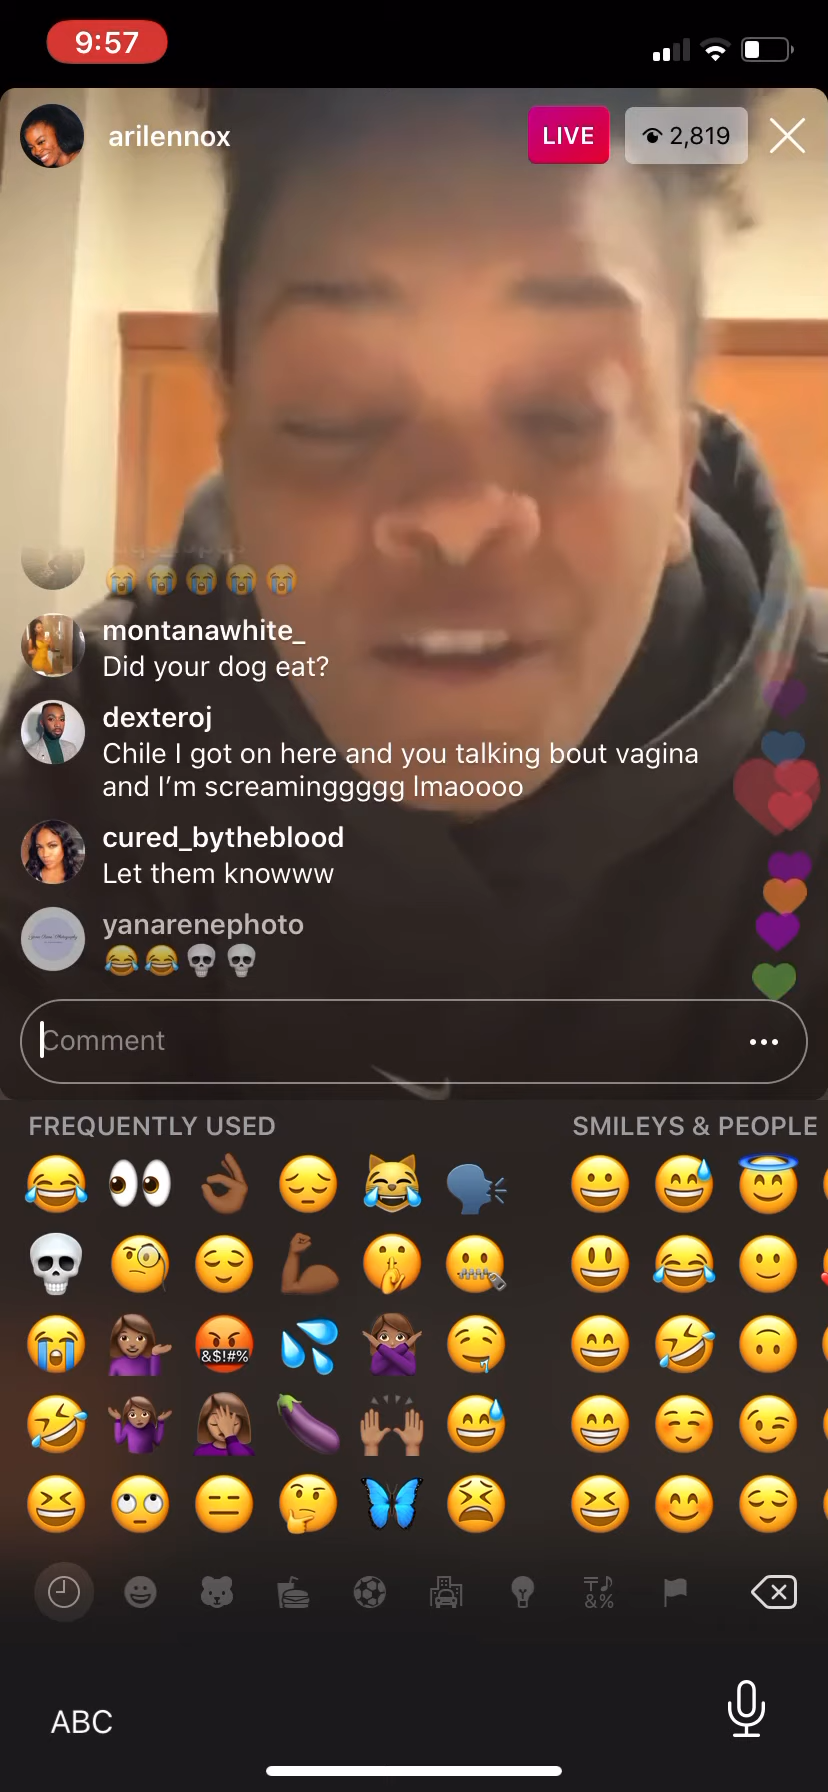 9:57
arilennox
LIVE
2,819
montanawhite_
Did your dog eat?
dexteroj
Chile I got on here and you talking bout vagina
and I'm screaminggggg lmaoooo
cured_bytheblood
Let them knowww
yanarenephoto
Comment
FREQUENTLY USED
SMILEYS & PEOPLE
&$!#%
ABC